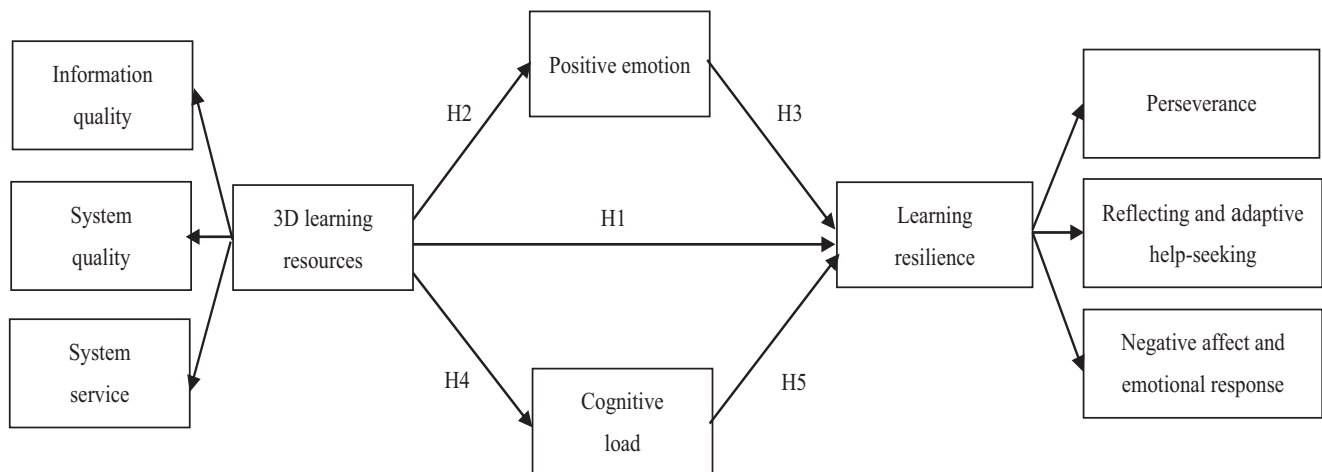 Information
quality
System
quality
System
service
3D learning
resources
H2
H1
H4
Positive emotion
Cognitive
load
H3
H5
Learning
resilience
Perseverance
Reflecting and adaptive
help-seeking
Negative affect and
emotional response